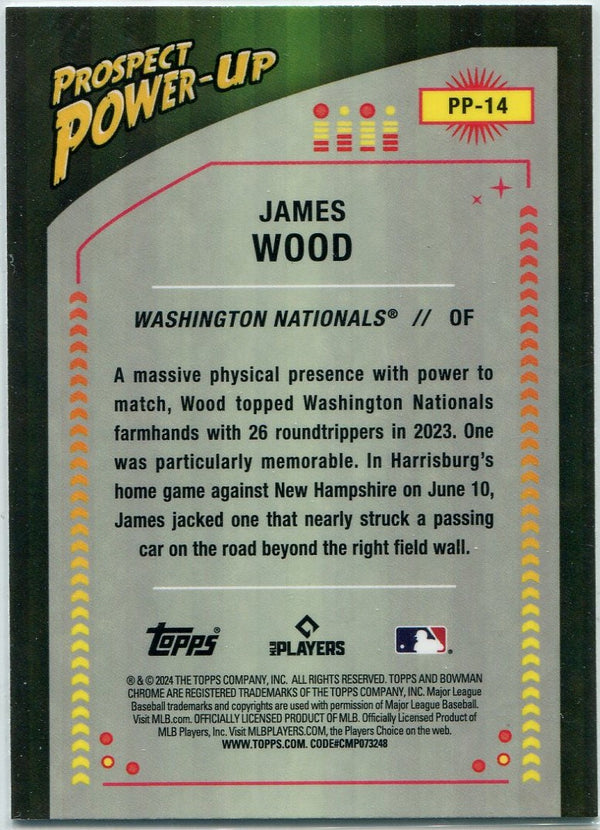 PROSPECT
POWER-UP
PP-14
JAMES
WOOD
WASHINGTON NATIONALS® // OF
A massive physical presence with power to
match, Wood topped Washington Nationals
farmhands with 26 roundtrippers in 2023. One
was particularly memorable. In Harrisburg's
home game against New Hampshire on June 10,
James jacked one that nearly struck a passing
car on the road beyond the right field wall.
TOPPS®
MLB PLAYERS
® & © 2024 THE TOPPS COMPANY, INC. ALL RIGHTS RESERVED. TOPPS AND BOWMAN
CHROME ARE REGISTERED TRADEMARKS OF THE TOPPS COMPANY, INC. Major League
Baseball trademarks and copyrights are used with permission of Major League Baseball.
Visit MLB.com. OFFICIALLY LICENSED PRODUCT OF MLB. Officially Licensed Product of
MLB Players, Inc. Visit MLBPLAYERS.com, the Players Choice on the web.
WWW.TOPPS.COM. CODE#CMP073248